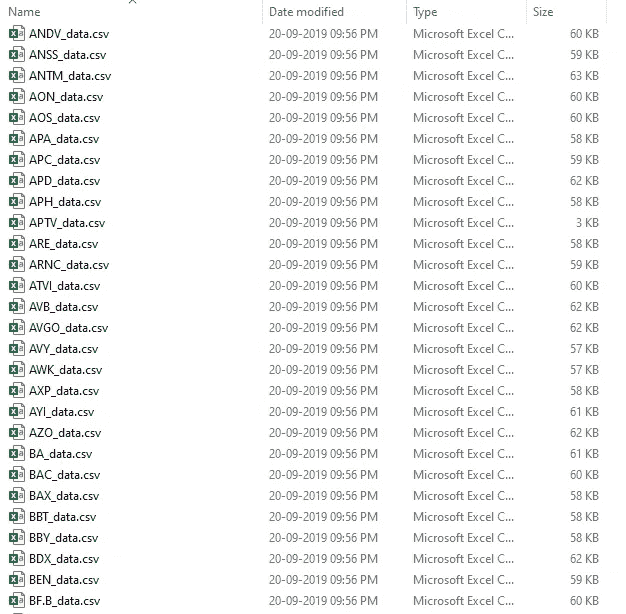 Name Date modified Type Size
ANDV_data.csv 20-09-2019 09:56 PM Microsoft Excel C... 60 KB
ANSS_data.csv 20-09-2019 09:56 PM Microsoft Excel C... 59 KB
ANTM_data.csv 20-09-2019 09:56 PM Microsoft Excel C... 63 KB
AON_data.csv 20-09-2019 09:56 PM Microsoft Excel C... 60 KB
AOS_data.csv 20-09-2019 09:56 PM Microsoft Excel C... 60 KB
APA_data.csv 20-09-2019 09:56 PM Microsoft Excel C... 58 KB
APC_data.csv 20-09-2019 09:56 PM Microsoft Excel C... 59 KB
APD_data.csv 20-09-2019 09:56 PM Microsoft Excel C... 62 KB
APH_data.csv 20-09-2019 09:56 PM Microsoft Excel C... 58 KB
APTV_data.csv 20-09-2019 09:56 PM Microsoft Excel C... 3 KB
ARE_data.csv 20-09-2019 09:56 PM Microsoft Excel C... 58 KB
ARNC_data.csv 20-09-2019 09:56 PM Microsoft Excel C... 59 KB
ATVI_data.csv 20-09-2019 09:56 PM Microsoft Excel C... 60 KB
AVB_data.csv 20-09-2019 09:56 PM Microsoft Excel C... 62 KB
AVGO_data.csv 20-09-2019 09:56 PM Microsoft Excel C... 62 KB
AVY_data.csv 20-09-2019 09:56 PM Microsoft Excel C... 57 KB
AWK_data.csv 20-09-2019 09:56 PM Microsoft Excel C... 57 KB
AXP_data.csv 20-09-2019 09:56 PM Microsoft Excel C... 58 KB
AYI_data.csv 20-09-2019 09:56 PM Microsoft Excel C... 61 KB
AZO_data.csv 20-09-2019 09:56 PM Microsoft Excel C... 62 KB
BA_data.csv 20-09-2019 09:56 PM Microsoft Excel C... 61 KB
BAC_data.csv 20-09-2019 09:56 PM Microsoft Excel C... 60 KB
BAX_data.csv 20-09-2019 09:56 PM Microsoft Excel C... 58 KB
BBT_data.csv 20-09-2019 09:56 PM Microsoft Excel C... 58 KB
BBY_data.csv 20-09-2019 09:56 PM Microsoft Excel C... 58 KB
BDX_data.csv 20-09-2019 09:56 PM Microsoft Excel C... 62 KB
BEN_data.csv 20-09-2019 09:56 PM Microsoft Excel C... 59 KB
BF.B_data.csv 20-09-2019 09:56 PM Microsoft Excel C... 60 KB